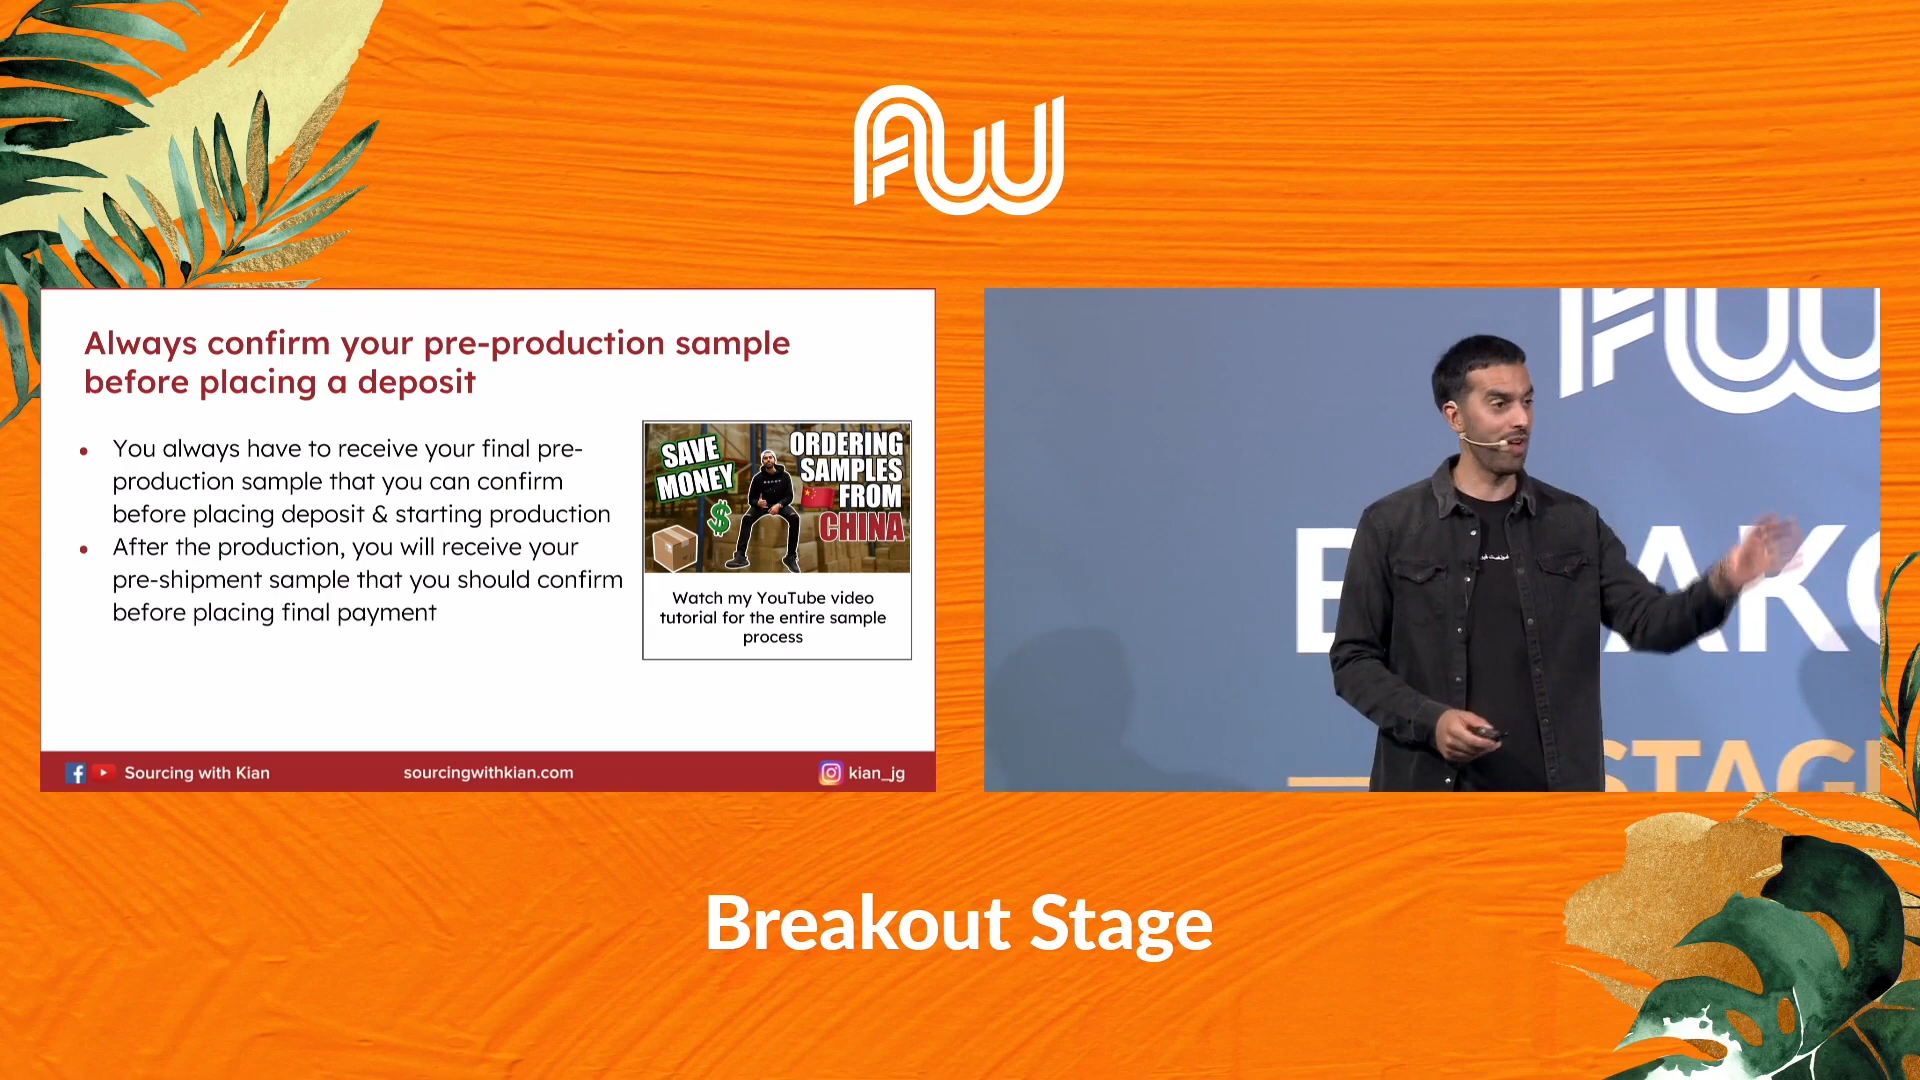 AW
Always confirm your pre-production sample
before placing a deposit
• You always have to receive your final pre-
production sample that you can confirm
before placing deposit & starting production
• After the production, you will receive your
pre-shipment sample that you should confirm
before placing final payment
SAVE
MONEY
$
ORDERING
SAMPLES
FROM
CHINA
Watch my YouTube video
tutorial for the entire sample
process
Sourcing with Kian
sourcingwithkian.com
kian_jg
AW
B AK
STAG
Breakout Stage